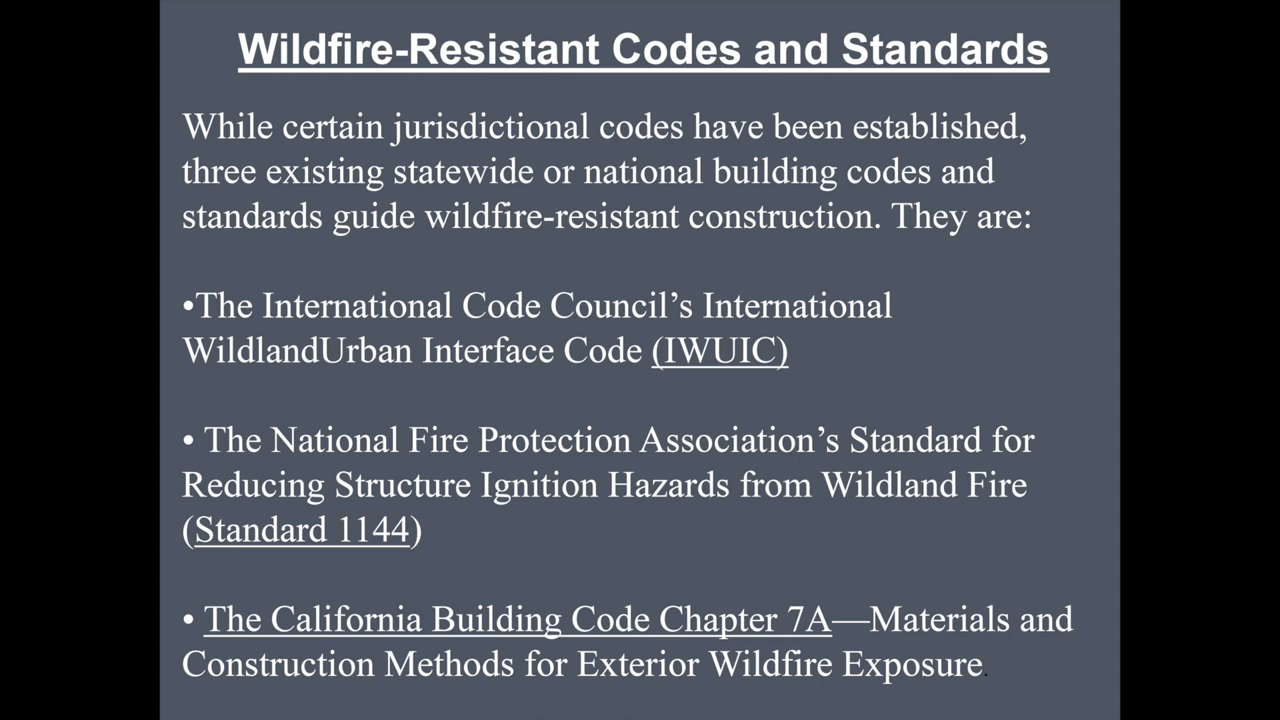 Wildfire-Resistant Codes and Standards
While certain jurisdictional codes have been established,
three existing statewide or national building codes and
standards guide wildfire-resistant construction. They are:
•The International Code Council’s International
WildlandUrban Interface Code (IWUIC)
• The National Fire Protection Association’s Standard for
Reducing Structure Ignition Hazards from Wildland Fire
(Standard 1144)
• The California Building Code Chapter 7A—Materials and
Construction Methods for Exterior Wildfire Exposure.